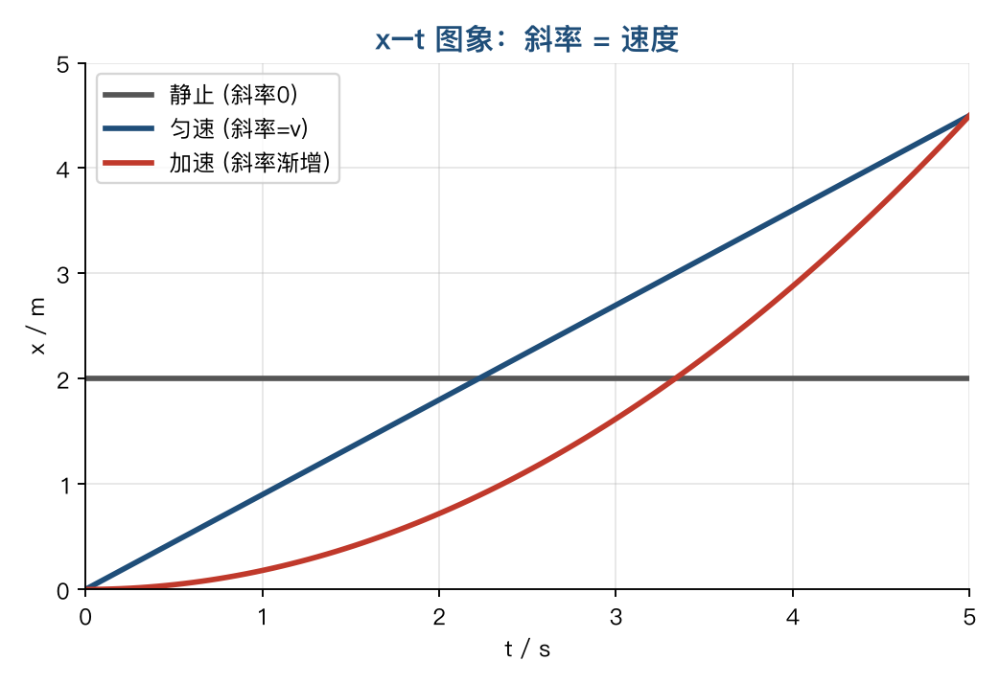 x−t 图象：斜率 = 速度
静止 (斜率0)
匀速 (斜率=v)
加速 (斜率渐增)
x / m
5
4
3
2
1
0
0 1 2 3 4 5
t / s